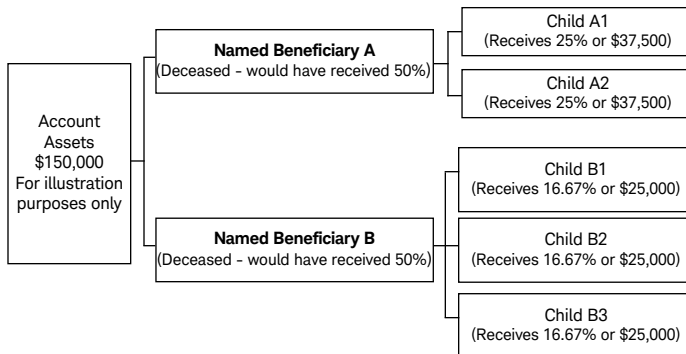 Account
Assets
$150,000
For illustration
purposes only
Named Beneficiary A
(Deceased - would have received 50%)
Child A1
(Receives 25% or $37,500)
Child A2
(Receives 25% or $37,500)
Named Beneficiary B
(Deceased - would have received 50%)
Child B1
(Receives 16.67% or $25,000)
Child B2
(Receives 16.67% or $25,000)
Child B3
(Receives 16.67% or $25,000)